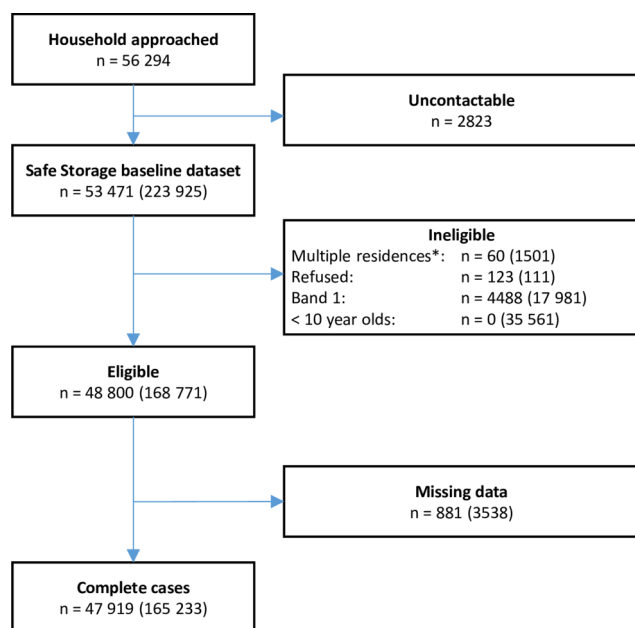 Household approached
n = 56 294
Uncontactable
n = 2823
Safe Storage baseline dataset
n = 53 471 (223 925)
Ineligible
Multiple residences*: n = 60 (1501)
Refused: n = 123 (111)
Band 1: n = 4488 (17 981)
< 10 year olds: n = 0 (35 561)
Eligible
n = 48 800 (168 771)
Missing data
n = 881 (3538)
Complete cases
n = 47 919 (165 233)